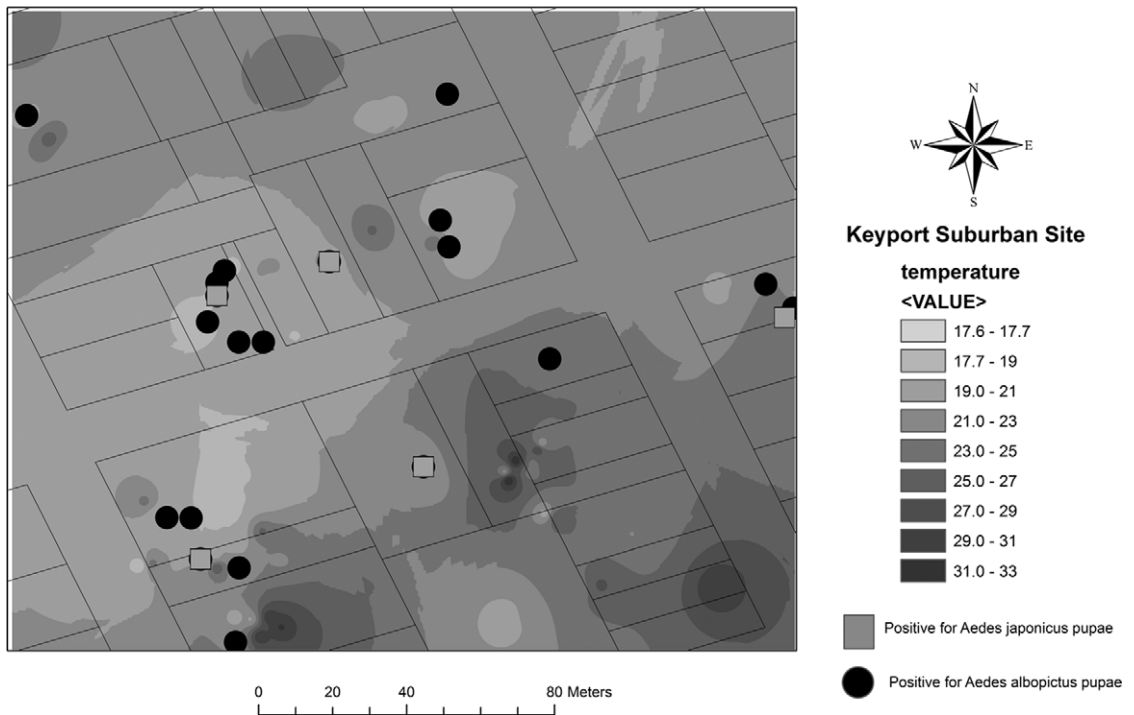 N
W E
S
Keyport Suburban Site
temperature
<VALUE>
17.6 - 17.7
17.7 - 19
19.0 - 21
21.0 - 23
23.0 - 25
25.0 - 27
27.0 - 29
29.0 - 31
31.0 - 33
Positive for Aedes japonicus pupae
Positive for Aedes albopictus pupae
0 20 40 80 Meters